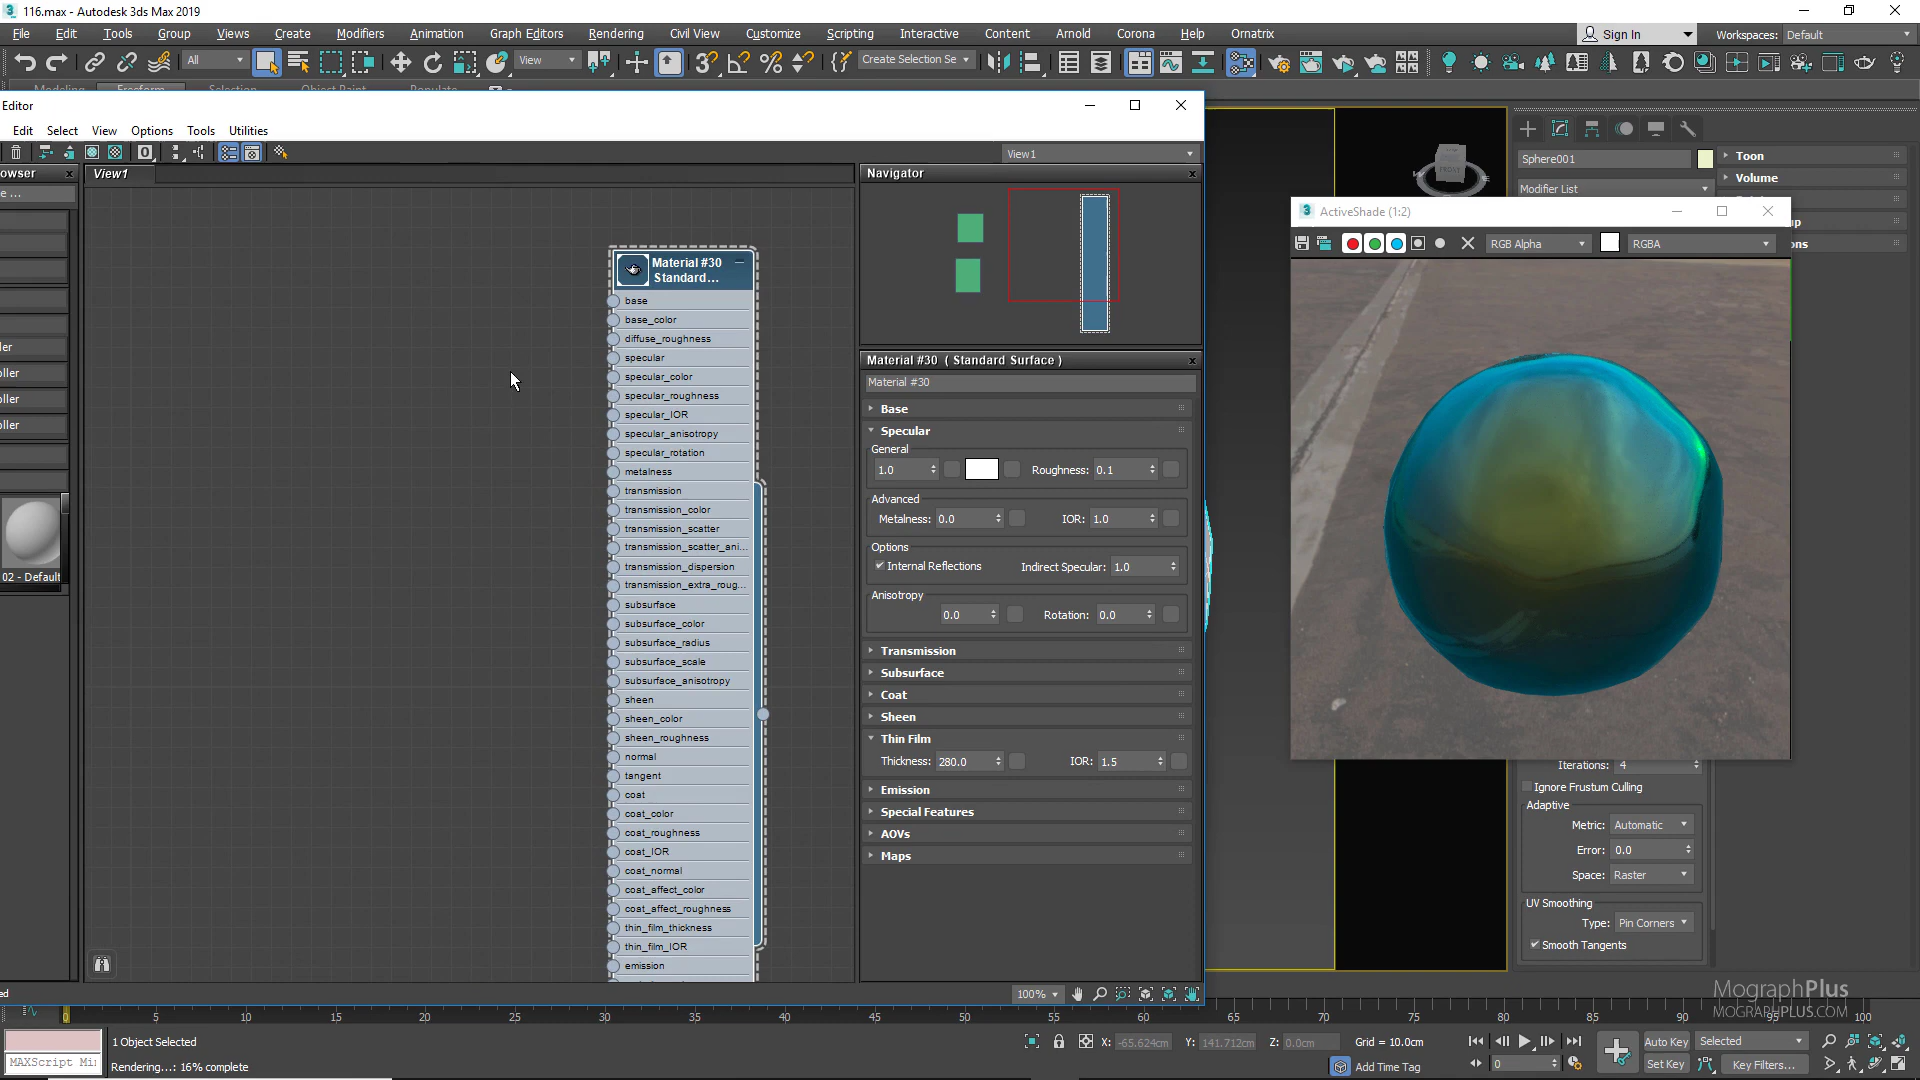 116.max - Autodesk 3ds Max 2019
File Edit Tools Group Views Create Modifiers Animation Graph Editors Rendering Civil View Customize Scripting Interactive Content Arnold Corona Help Ornatrix
Sign In
Workspaces: Default
All
View
Create Selection Se
Editor
Edit Select View Options Tools Utilities
View1
owser
View1
Navigator
Material #30
Standard...
base
base_color
diffuse_roughness
specular
specular_color
specular_roughness
specular_IOR
specular_anisotropy
specular_rotation
metalness
transmission
transmission_color
transmission_scatter
transmission_scatter_ani...
transmission_dispersion
transmission_extra_roug...
subsurface
subsurface_color
subsurface_radius
subsurface_scale
subsurface_anisotropy
sheen
sheen_color
sheen_roughness
normal
tangent
coat
coat_color
coat_roughness
coat_IOR
coat_normal
coat_affect_color
coat_affect_roughness
thin_film_thickness
thin_film_IOR
emission
ler
oller
oller
oller
02 - Default
Material #30 ( Standard Surface )
Material #30
Base
Specular
General
1.0 Roughness: 0.1
Advanced
Metalness: 0.0 IOR: 1.0
Options
Internal Reflections Indirect Specular: 1.0
Anisotropy
0.0 Rotation: 0.0
Transmission
Subsurface
Coat
Sheen
Thin Film
Thickness: 280.0 IOR: 1.5
Emission
Special Features
AOVs
Maps
100%
Sphere001
Modifier List
Toon
Volume
ActiveShade (1:2)
RGB Alpha
RGBA
Iterations: 4
Ignore Frustum Culling
Adaptive
Metric: Automatic
Error: 0.0
Space: Raster
UV Smoothing
Type: Pin Corners
Smooth Tangents
MographPlus
MOGRAPHPLUS.COM
0 5 10 15 20 25 30 35 40 45 50 55 60 65 70 75 80 85 90 95 100
1 Object Selected
X: -65.624cm Y: 141.712cm Z: 0.0cm Grid = 10.0cm
Auto Key Selected
MAXScript Mi
Rendering...: 16% complete
Add Time Tag
0
Set Key Key Filters...